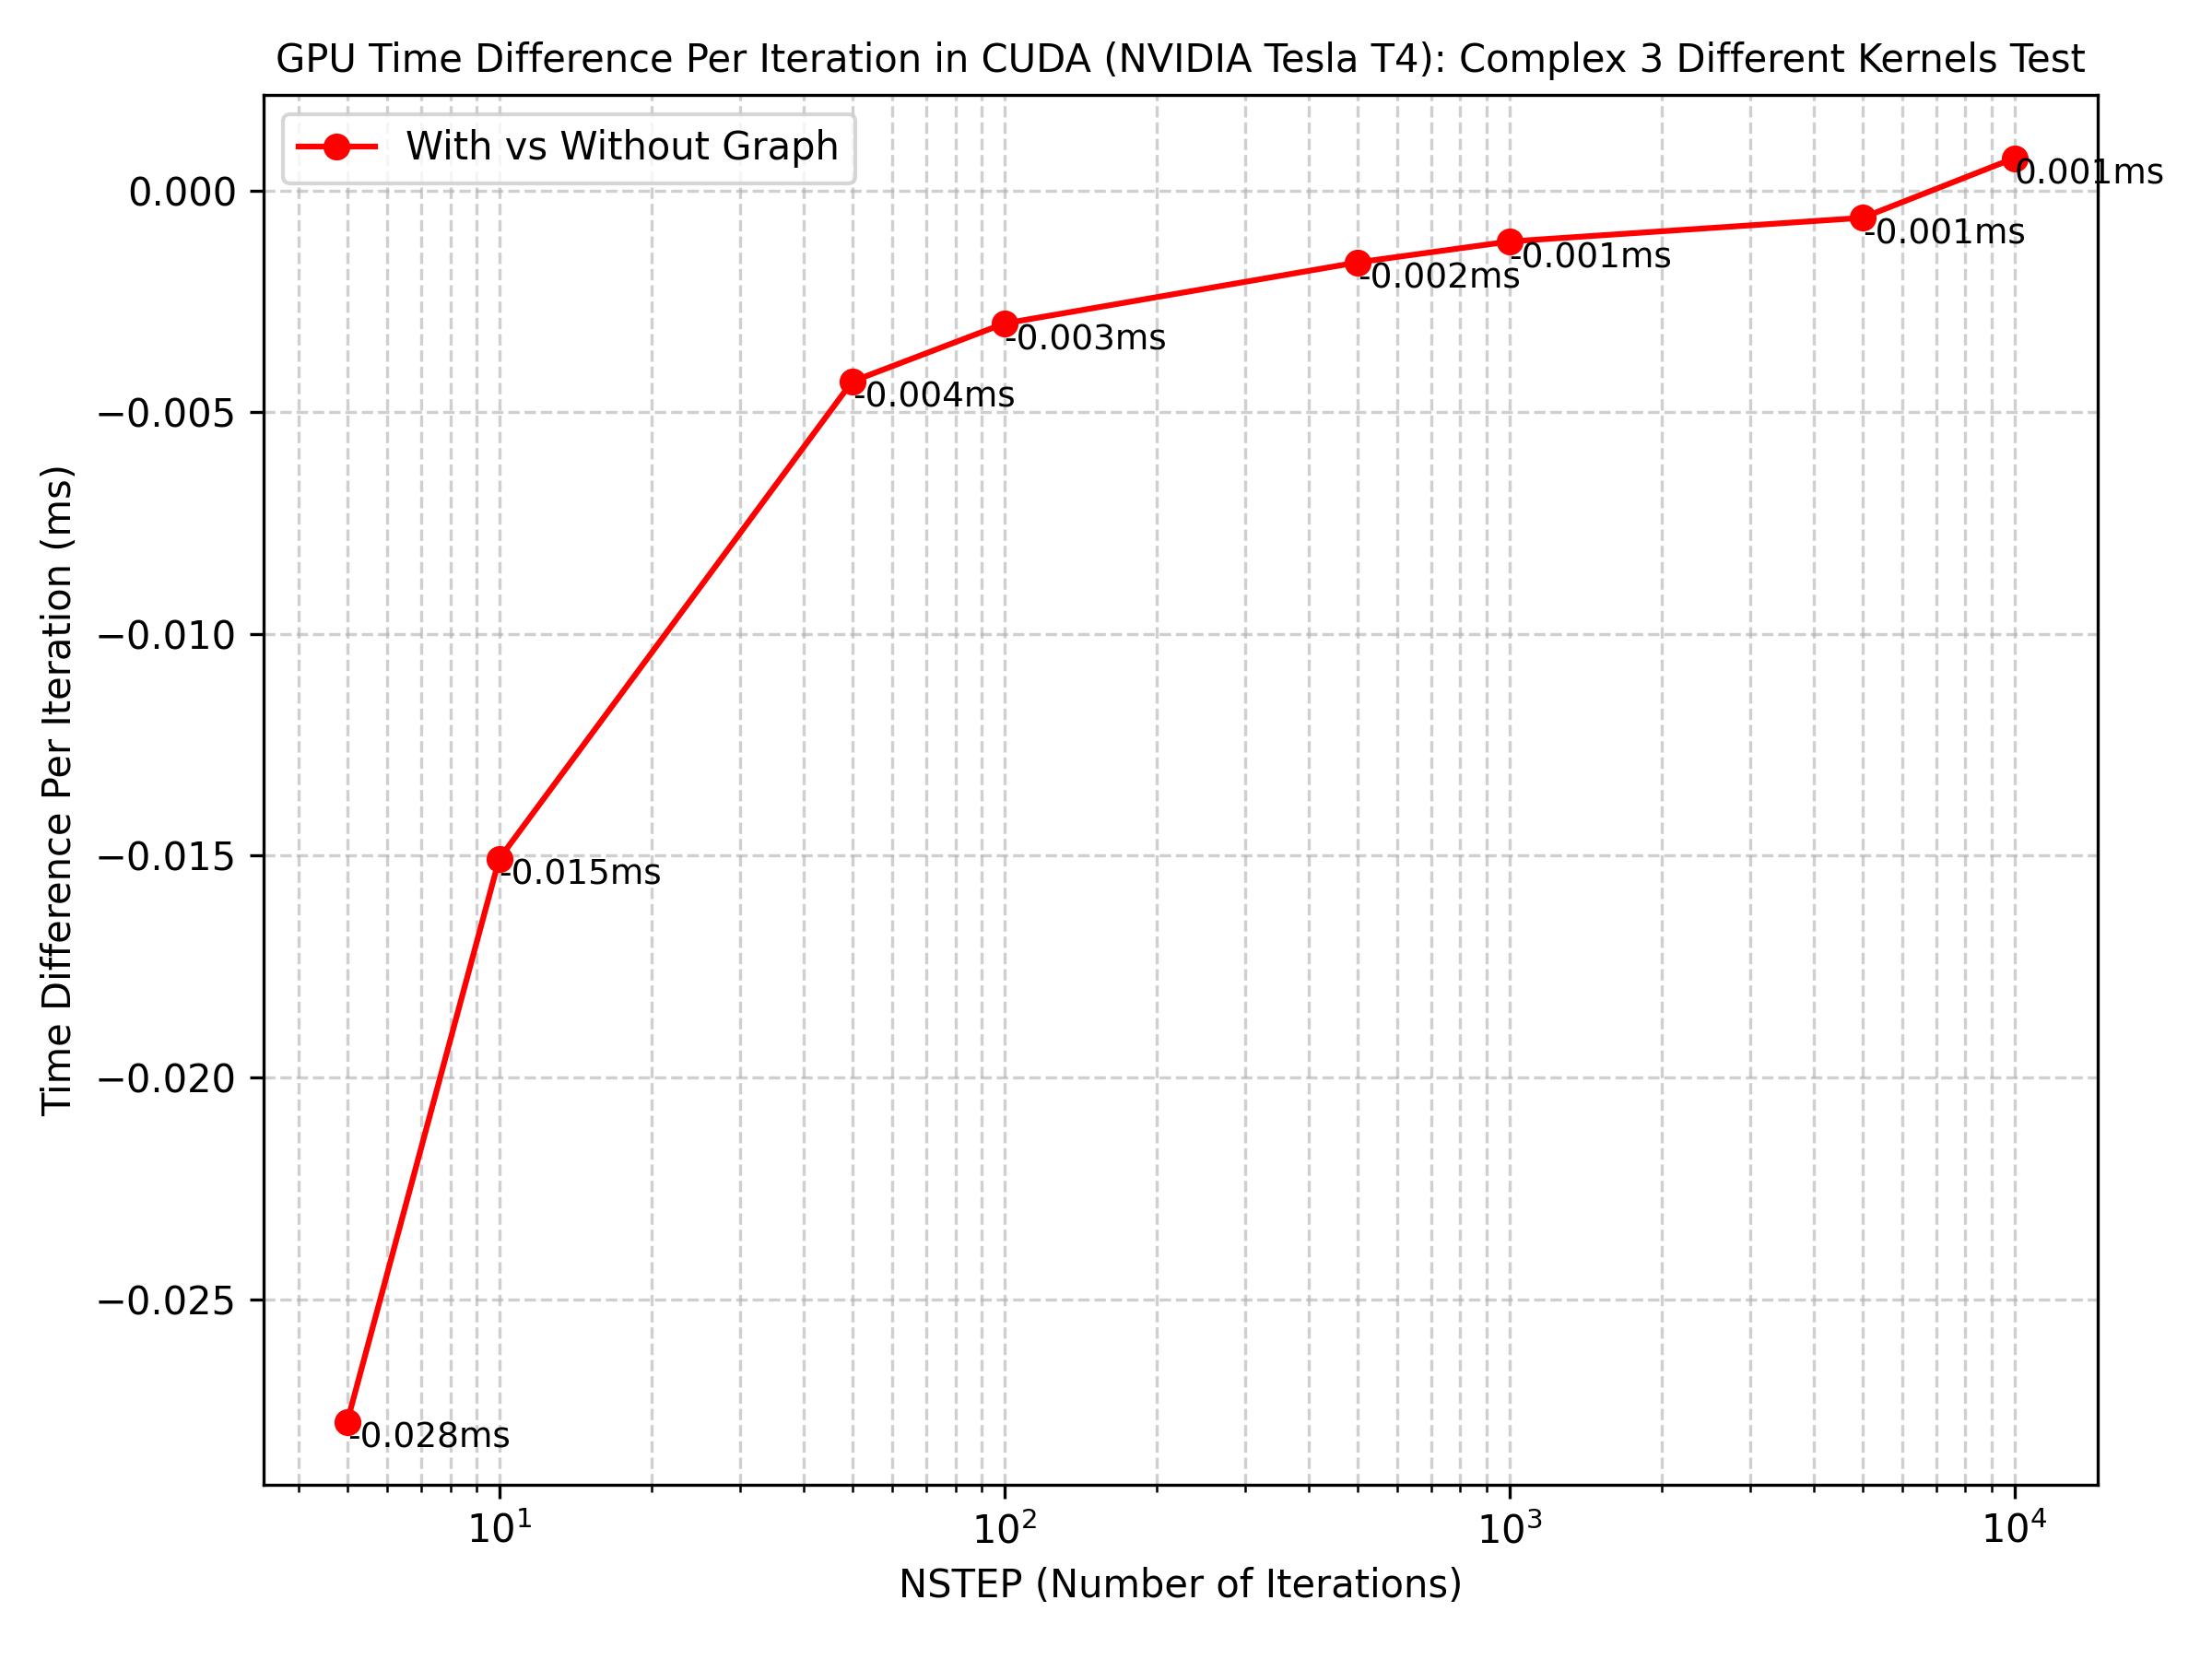 GPU Time Difference Per Iteration in CUDA (NVIDIA Tesla T4): Complex 3 Different Kernels Test
With vs Without Graph
Time Difference Per Iteration (ms)
0.000
−0.005
−0.010
−0.015
−0.020
−0.025
-0.028ms
-0.015ms
-0.004ms
-0.003ms
-0.002ms
-0.001ms
-0.001ms
0.001ms
10¹
10²
10³
10⁴
NSTEP (Number of Iterations)